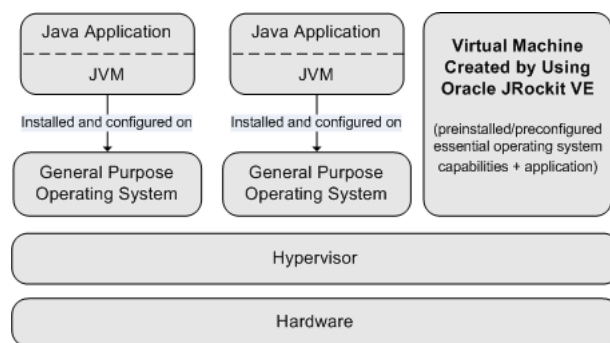 Java Application
JVM
Installed and configured on
General Purpose
Operating System
Java Application
JVM
Installed and configured on
General Purpose
Operating System
Virtual Machine
Created by Using
Oracle JRockit VE
(preinstalled/preconfigured
essential operating system
capabilities + application)
Hypervisor
Hardware